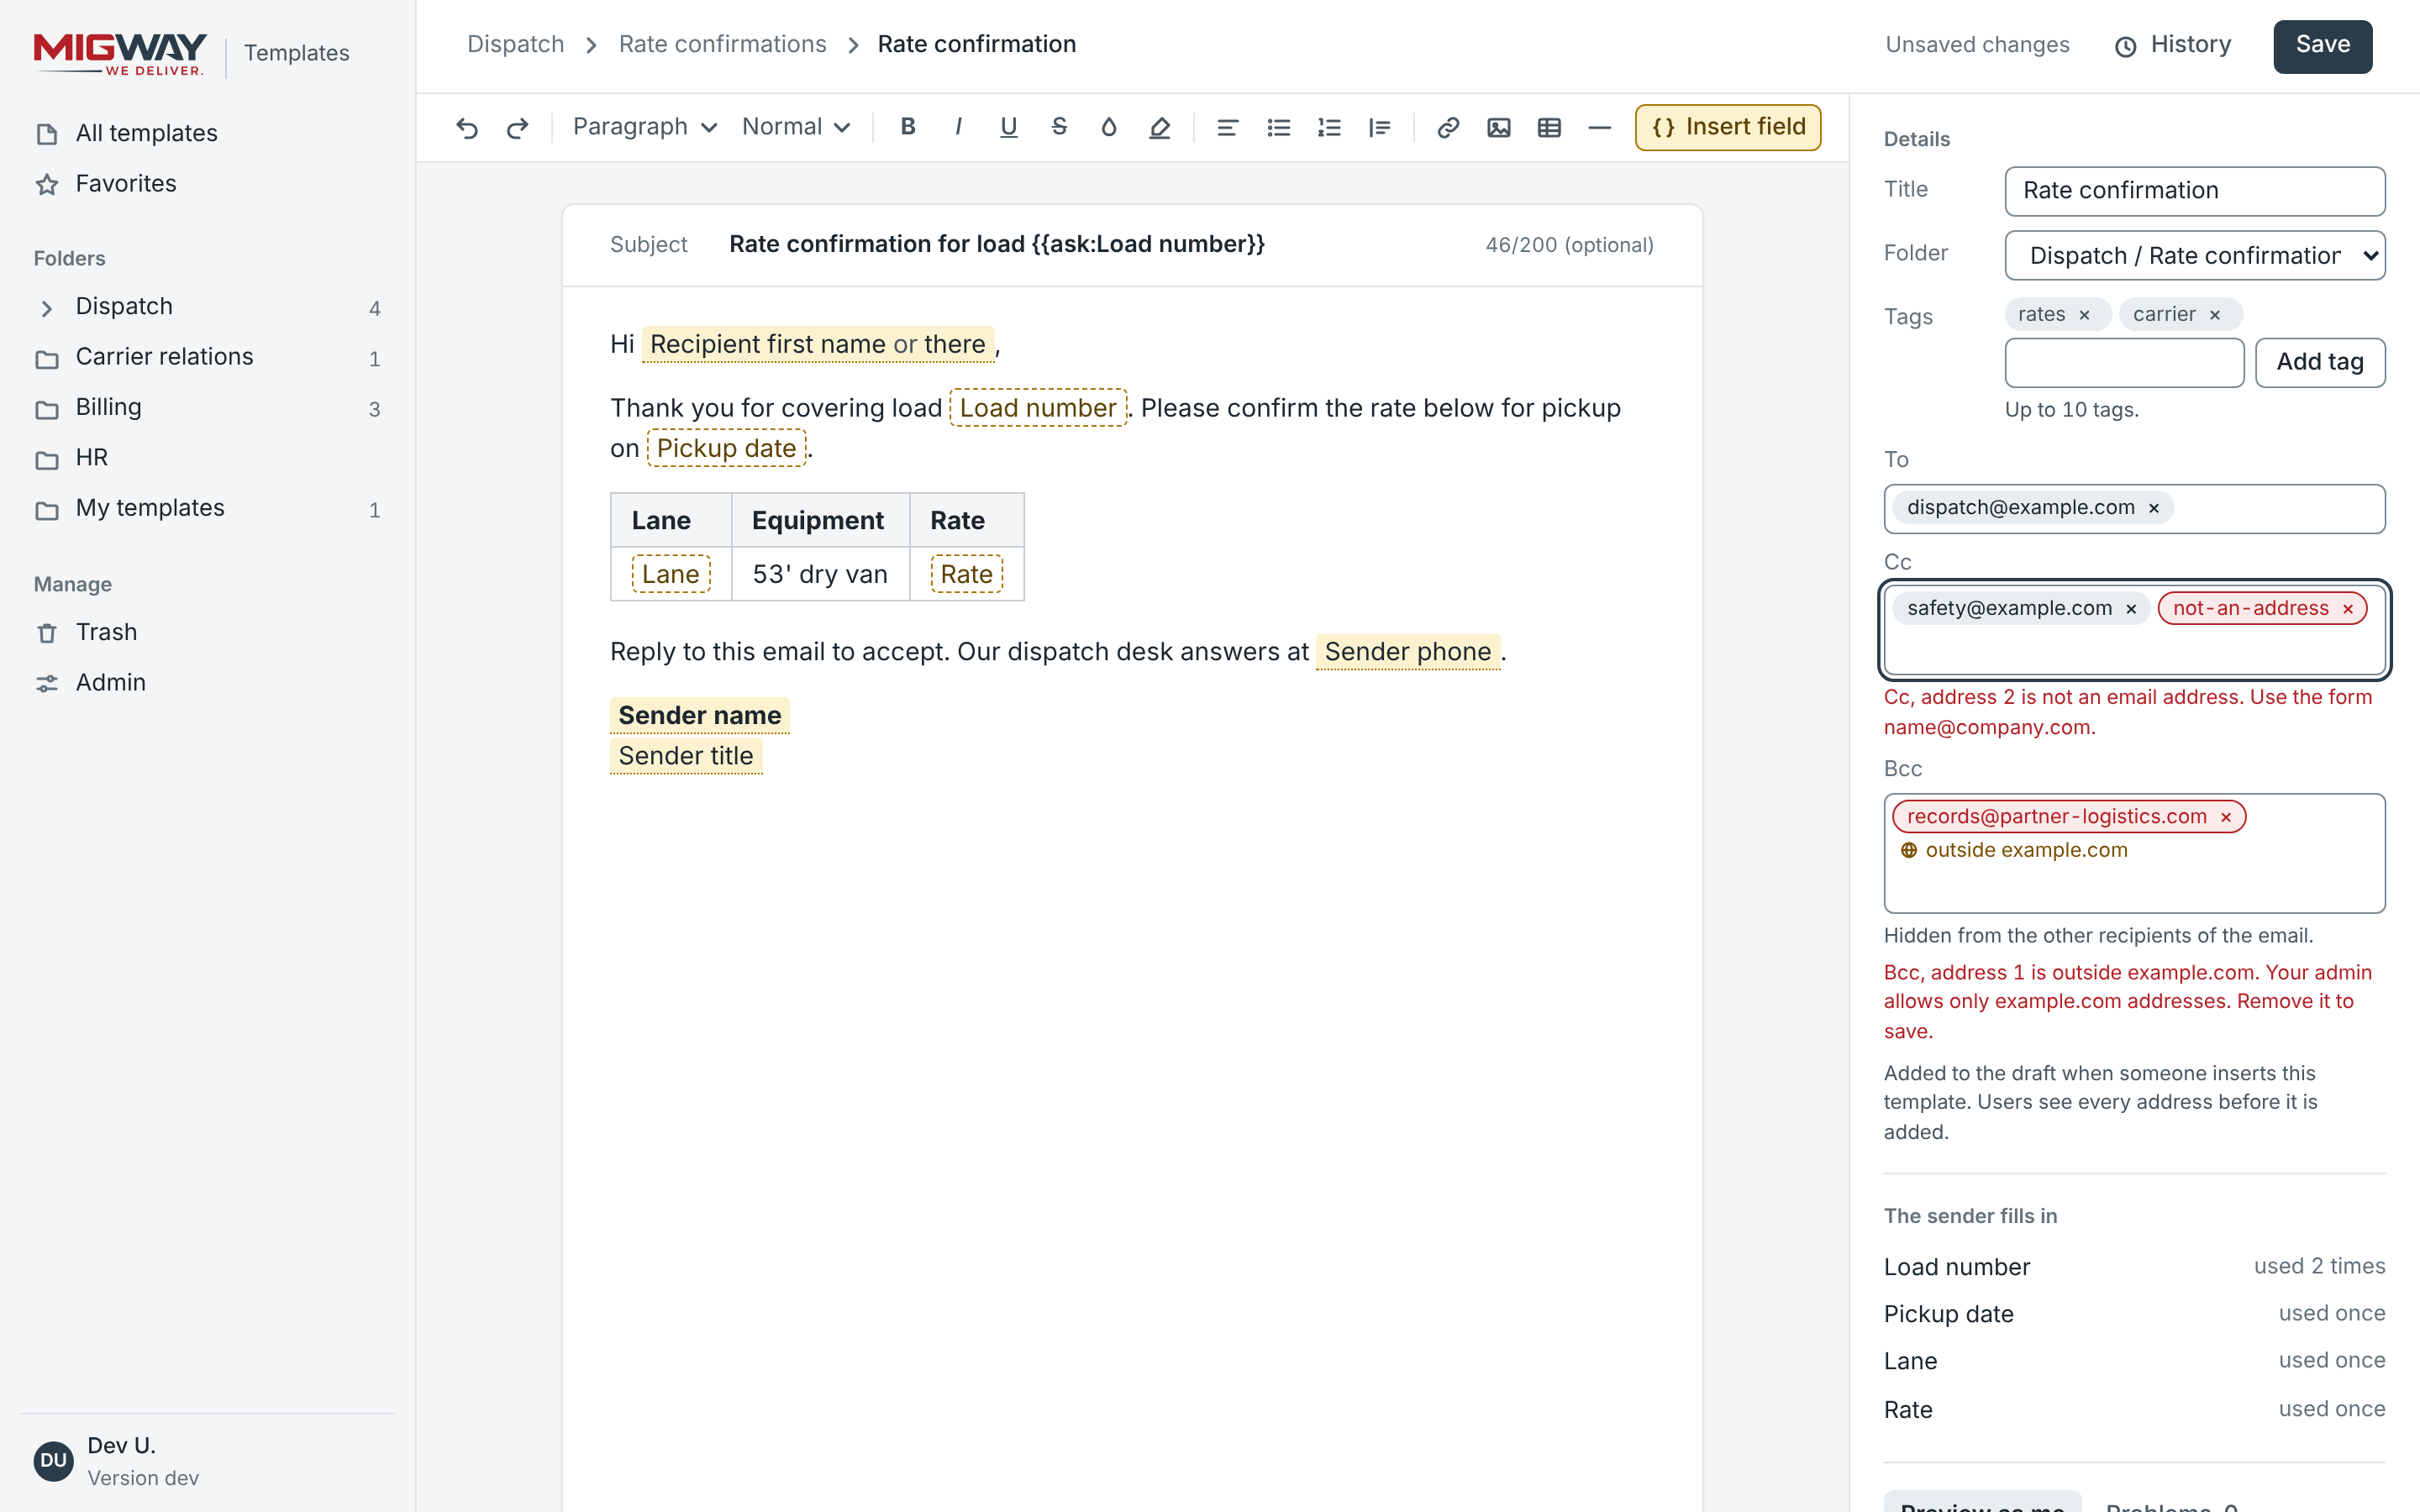 MIGWAY
WE DELIVER.
Templates
All templates
Favorites
Folders
Dispatch 4
Carrier relations 1
Billing 3
HR
My templates 1
Manage
Trash
Admin
DU
Dev U.
Version dev
Dispatch > Rate confirmations > Rate confirmation
Unsaved changes
History
Save
Paragraph
Normal
B I U S
{} Insert field
Subject Rate confirmation for load {{ask:Load number}} 46/200 (optional)
Hi Recipient first name or there,
Thank you for covering load Load number. Please confirm the rate below for pickup
on Pickup date.
Lane Equipment Rate
Lane 53' dry van Rate
Reply to this email to accept. Our dispatch desk answers at Sender phone.
Sender name
Sender title
Details
Title Rate confirmation
Folder Dispatch / Rate confirmation
Tags rates × carrier ×
Add tag
Up to 10 tags.
To
dispatch@example.com ×
Cc
safety@example.com × not-an-address ×
Cc, address 2 is not an email address. Use the form
name@company.com.
Bcc
records@partner-logistics.com ×
outside example.com
Hidden from the other recipients of the email.
Bcc, address 1 is outside example.com. Your admin
allows only example.com addresses. Remove it to
save.
Added to the draft when someone inserts this
template. Users see every address before it is
added.
The sender fills in
Load number used 2 times
Pickup date used once
Lane used once
Rate used once
Preview as me Problems 0